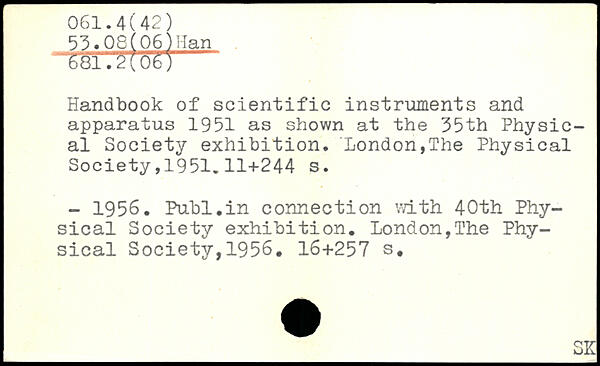 061.4(42)
53.08(06)Han
681.2(06)
Handbook of scientific instruments and
apparatus 1951 as shown at the 35th Physic-
al Society exhibition. London,The Physical
Society,1951.11+244 s.
- 1956. Publ.in connection with 40th Phy-
sical Society exhibition. London,The Phy-
sical Society,1956. 16+257 s.
SK